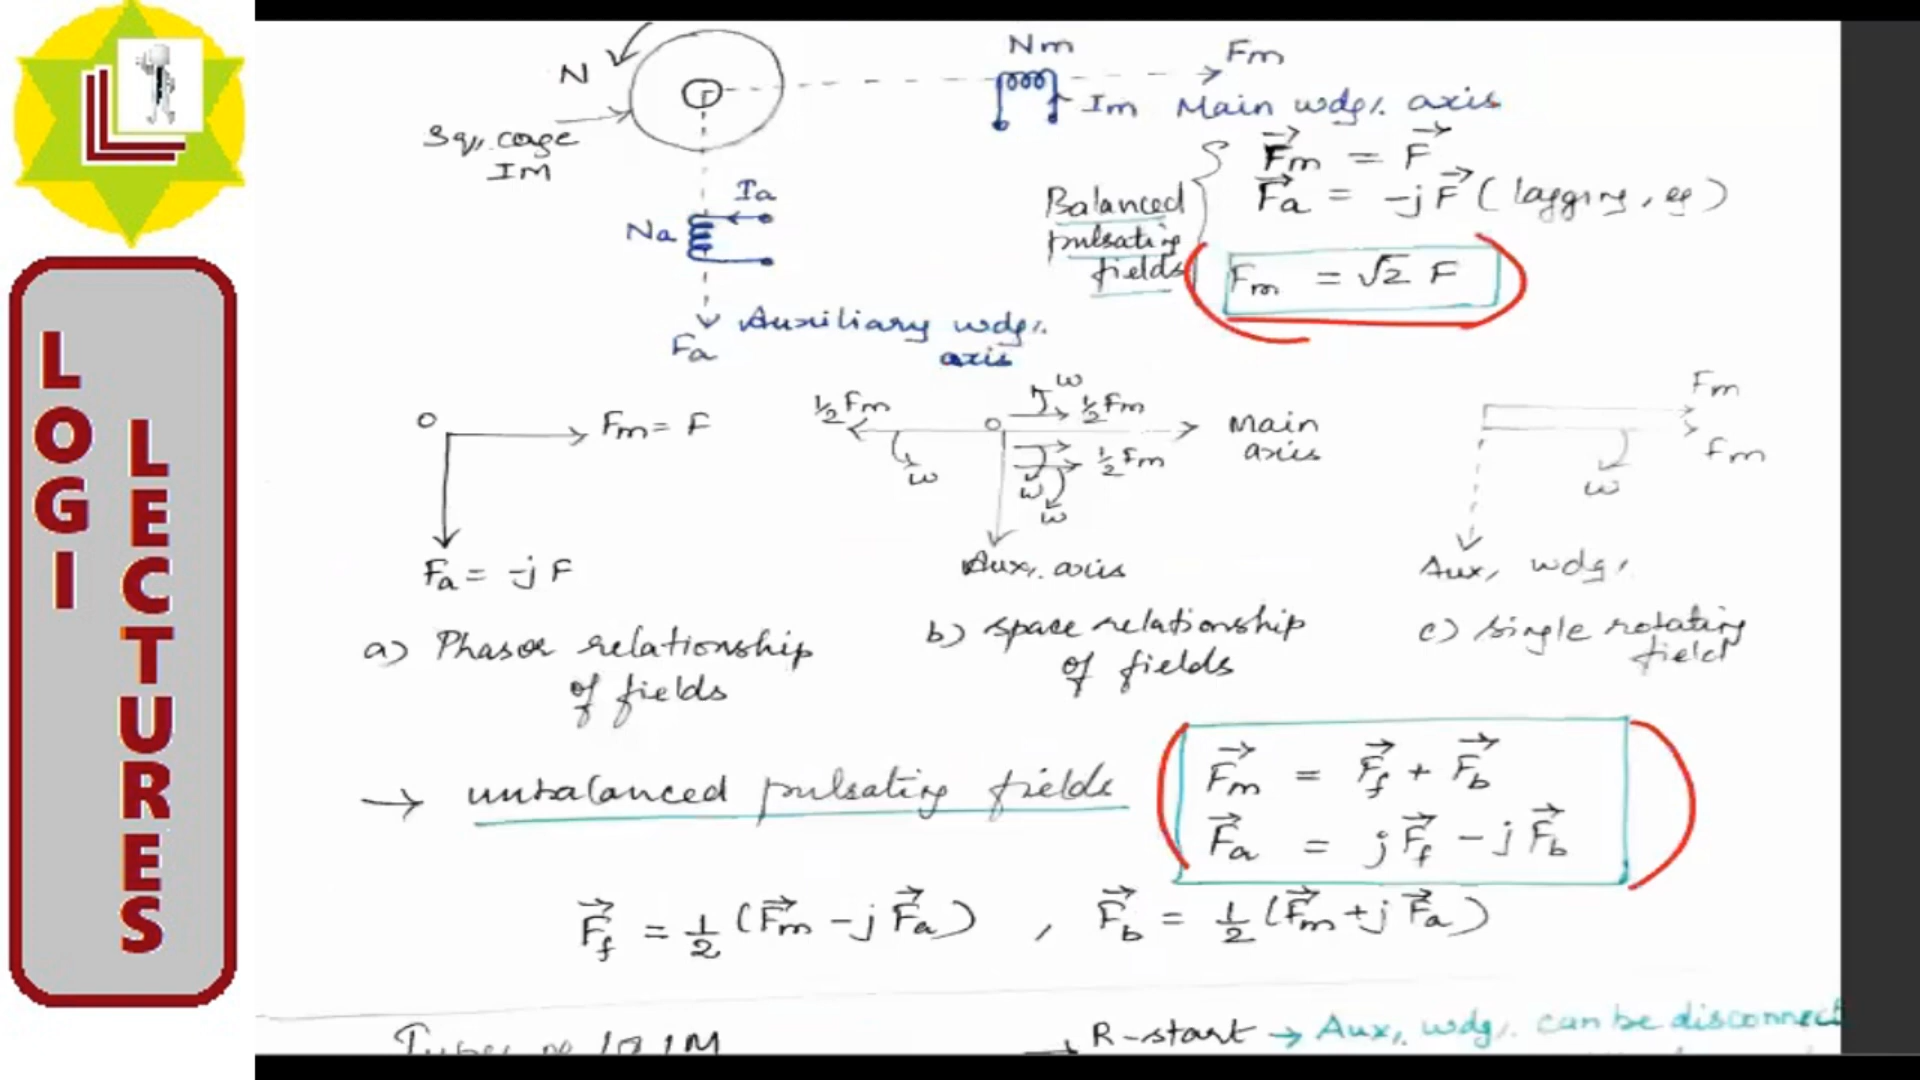 LOGI
LECTURES
N
Sqi. cage
IM
Nm
Fm
Im Main wdg. axis
Ia
Na
Fa
Auxiliary wdg.
axis
Balanced
pulsating
fields
Fm = F
Fa = -jF (lagging, eg)
Fm = √2 F
O
Fm = F
Fa = -jF
a) Phasor relationship
of fields
½Fm
ω
O
ω
½Fm
Main
axis
½Fm
ω
ω
Aux. axis
b) space relationship
of fields
Fm
Fm
ω
Aux. wdg.
c) single rotating
field
→ unbalanced pulsating fields
Fm = Ff + Fb
Fa = jFf - jFb
Ff = ½(Fm - jFa) , Fb = ½(Fm + jFa)
R-start → Aux. wdg. can be disconnect